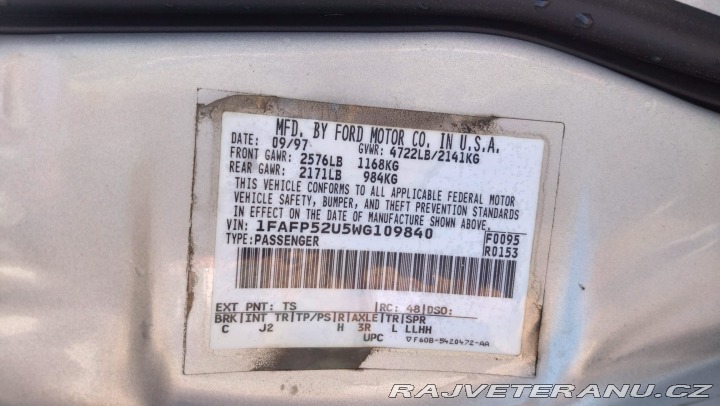 MFD. BY FORD MOTOR CO. IN U.S.A.
DATE: 09/97 GVWR: 4722LB/2141KG
FRONT GAWR: 2576LB 1168KG
REAR GAWR: 2171LB 984KG
THIS VEHICLE CONFORMS TO ALL APPLICABLE FEDERAL MOTOR
VEHICLE SAFETY, BUMPER, AND THEFT PREVENTION STANDARDS
IN EFFECT ON THE DATE OF MANUFACTURE SHOWN ABOVE.
VIN: 1FAFP52U5WG109840 F0095
TYPE: PASSENGER R0153
EXT PNT: TS |RC: 48|DSO:
BRK|INT TR|TP/PS|R|AXLE|TR|SPR
C J2 H 3R L LLHH
UPC ▽F60B-5420472-AA
RAJVETERANU.CZ